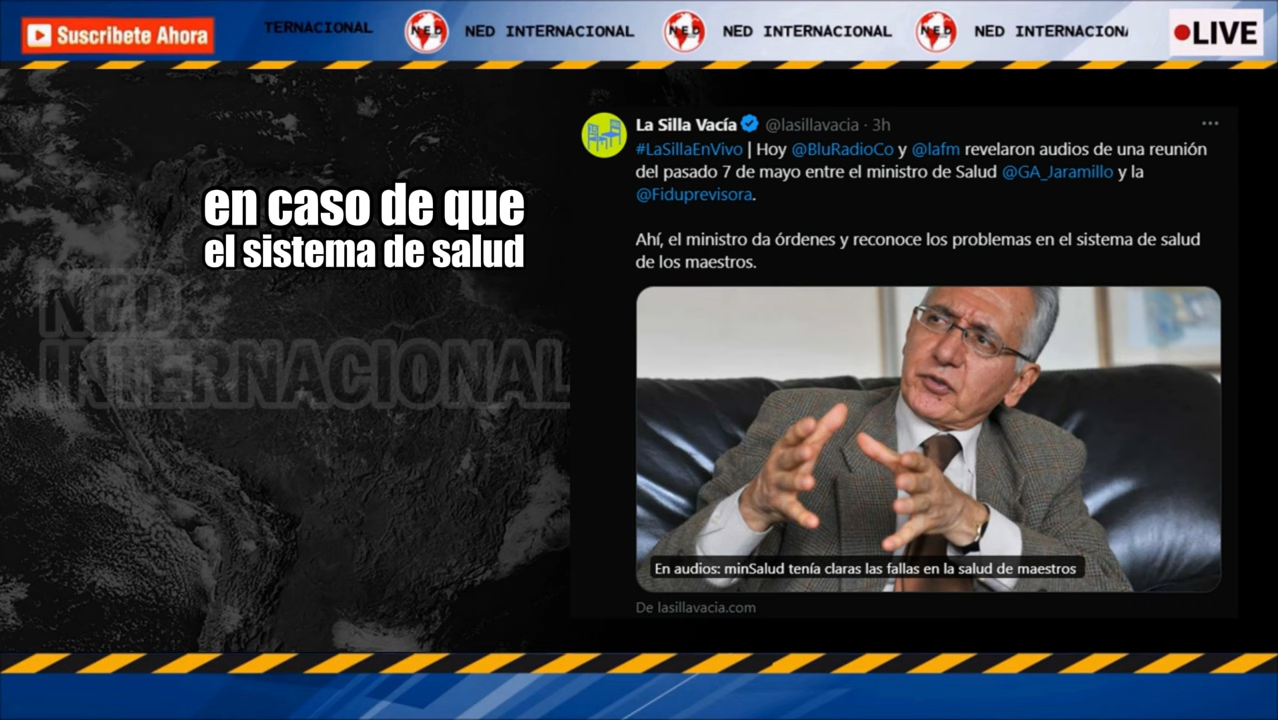 Suscribete Ahora
TERNACIONAL
NED
NED INTERNACIONAL
NED
NED INTERNACIONAL
NED
NED INTERNACION
LIVE
La Silla Vacía @lasillavacia · 3h
#LaSillaEnVivo | Hoy @BluRadioCo y @lafm revelaron audios de una reunión
del pasado 7 de mayo entre el ministro de Salud @GA_Jaramillo y la
@Fiduprevisora.
Ahí, el ministro da órdenes y reconoce los problemas en el sistema de salud
de los maestros.
en caso de que
el sistema de salud
NED
INTERNACIONAL
En audios: minSalud tenía claras las fallas en la salud de maestros
De lasillavacia.com